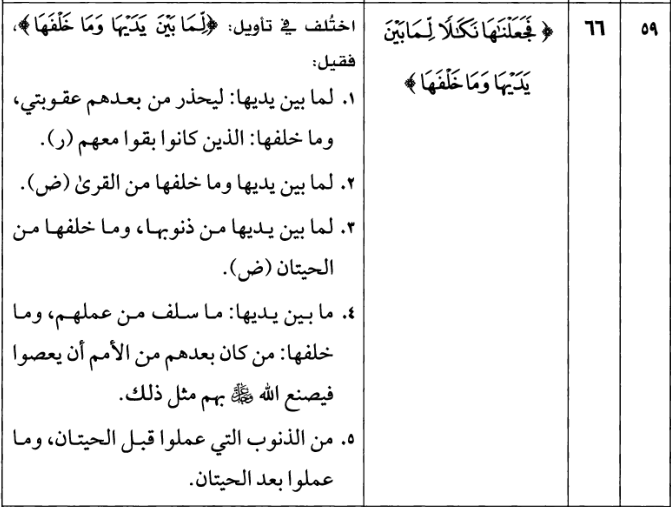 ٥٩
٦٦
﴿ فَجَعَلْنَاهَا نَكَالًا لِّمَا بَيْنَ
يَدَيْهَا وَمَا خَلْفَهَا ﴾
اختُلف في تأويل: ﴿لِّمَا بَيْنَ يَدَيْهَا وَمَا خَلْفَهَا﴾،
فقيل:
١. لما بين يديها: ليحذر من بعدهم عقوبتي،
وما خلفها: الذين كانوا بقوا معهم (ر).
٢. لما بين يديها وما خلفها من القرىٰ (ض).
٣. لما بين يديها من ذنوبها، وما خلفها من
الحيتان (ض).
٤. ما بين يديها: ما سلف من عملهم، وما
خلفها: من كان بعدهم من الأمم أن يعصوا
فيصنع الله ﷻ بهم مثل ذلك.
٥. من الذنوب التي عملوا قبل الحيتان، وما
عملوا بعد الحيتان.